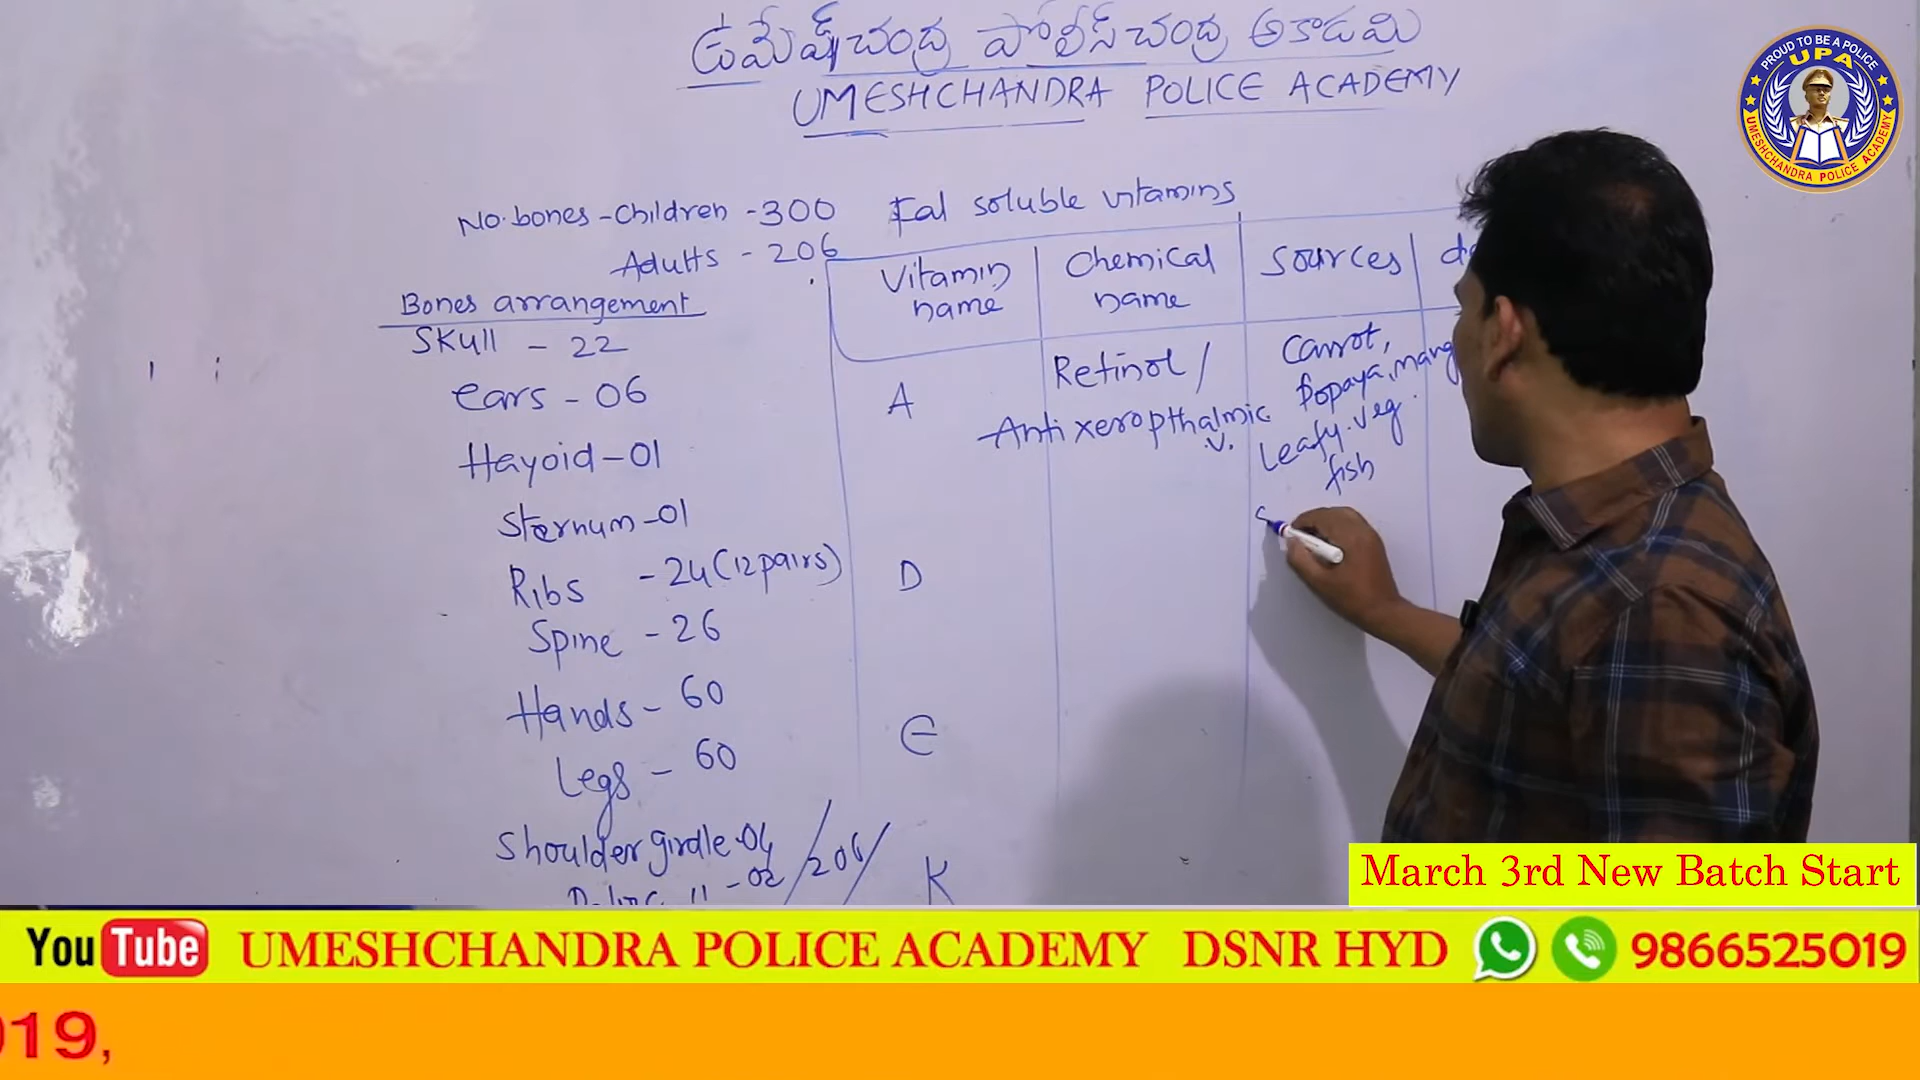 ఉమేష్ చంద్ర పోలీస్ చంద్ర అకాడమి
UMESHCHANDRA POLICE ACADEMY
PROUD TO BE A POLICE
UPA
UMESHCHANDRA POLICE ACADEMY
No. bones - Children - 300
Adults - 206
Bones arrangement
Skull - 22
ears - 06
Hayoid - 01
Sternum - 01
Ribs - 24 (12 pairs)
Spine - 26
Hands - 60
Legs - 60
Shoulder girdle - 04
02 / 206 /
Fat soluble vitamins
Vitamin name
Chemical name
Sources
A
Retinol /
Anti xeropthalmic V.
Carrot,
Popaya, mang
Leafy. veg.
fish
D
E
K
March 3rd New Batch Start
YouTube UMESHCHANDRA POLICE ACADEMY DSNR HYD 9866525019
019,